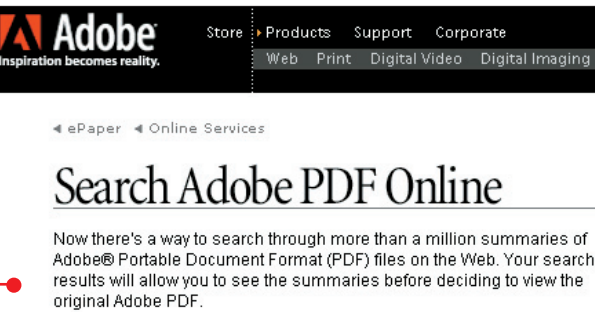 Adobe
Inspiration becomes reality.
Store Products Support Corporate
Web Print Digital Video Digital Imaging
ePaper Online Services
Search Adobe PDF Online
Now there's a way to search through more than a million summaries of
Adobe® Portable Document Format (PDF) files on the Web. Your search
results will allow you to see the summaries before deciding to view the
original Adobe PDF.